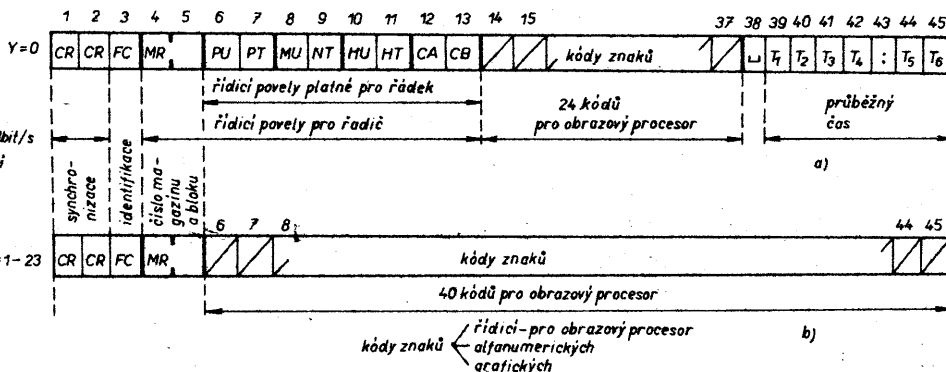 1 2 3 4 5 6 7 8 9 10 11 12 13 14 15 37 38 39 40 41 42 43 44 45
Y=0 CR CR FC MR PU PT MU NT HU HT CA CB kódy znaků ␣ T1 T2 T3 T4 : T5 T6
řídicí povely platné pro řádek
řídicí povely pro řadič
24 kódů
pro obrazový procesor
průběžný
čas
a)
bit/s
synchro-
nizace
identifikace
číslo ma-
gazínu
a bloku
6 7 8 44 45
1-23 CR CR FC MR kódy znaků
40 kódů pro obrazový procesor
b)
kódy znaků
řídicí-pro obrazový procesor
alfanumerických
grafických